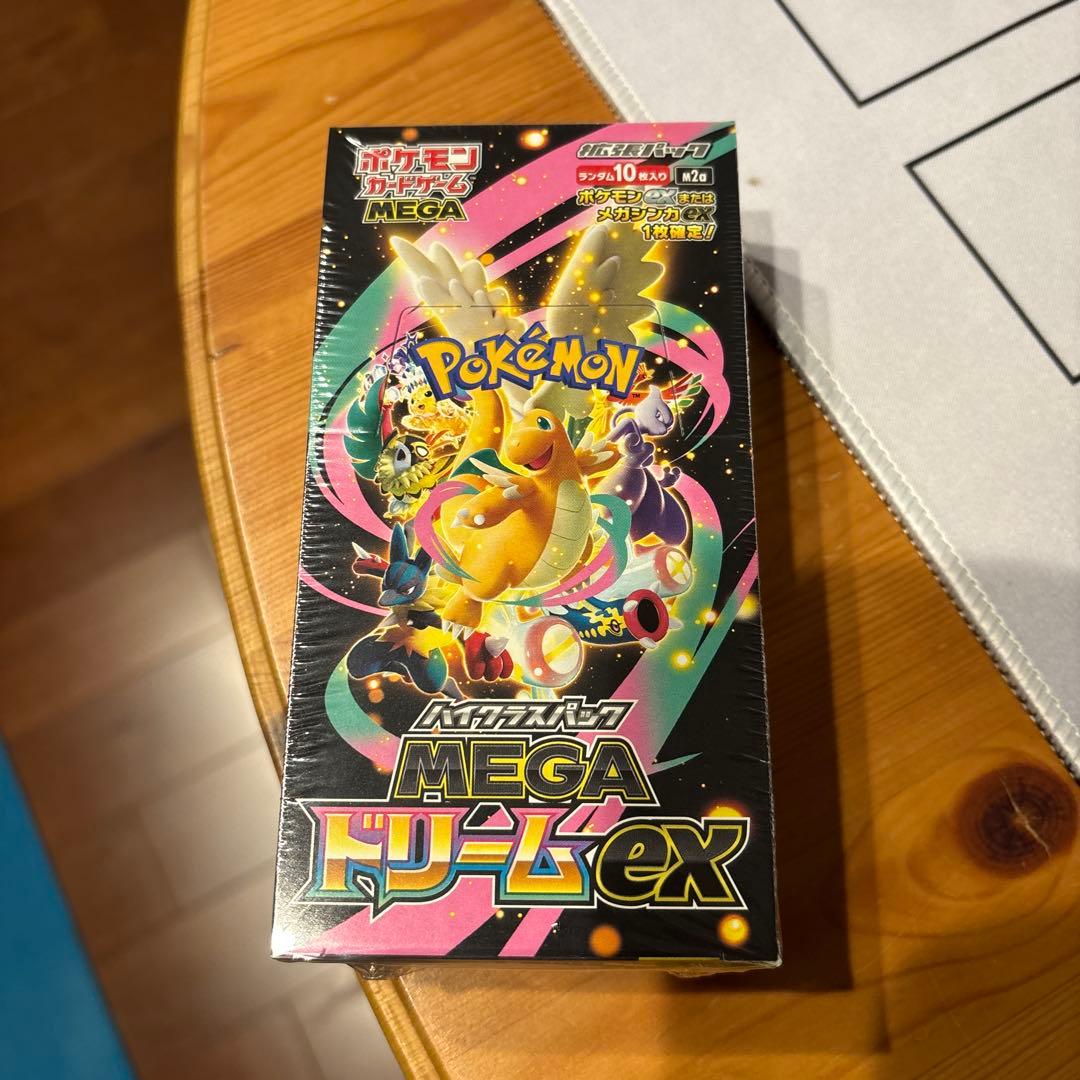 ポケモン
カードゲーム
MEGA
拡張パック
ランダム10枚入り M2a
ポケモンexまたは
メガシンカex
1枚確定!
POKéMON
TM
ハイクラスパック
MEGA
ドリームex